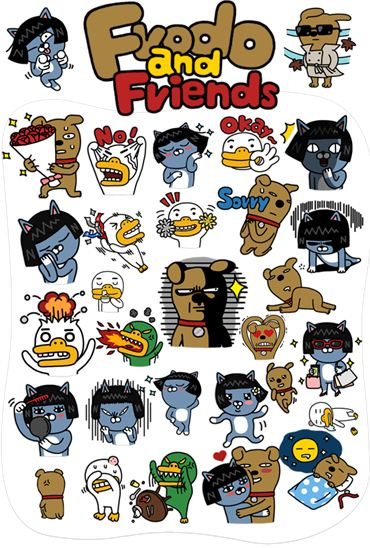 Frodo
and
Friends
No!
Okay~
Sorry